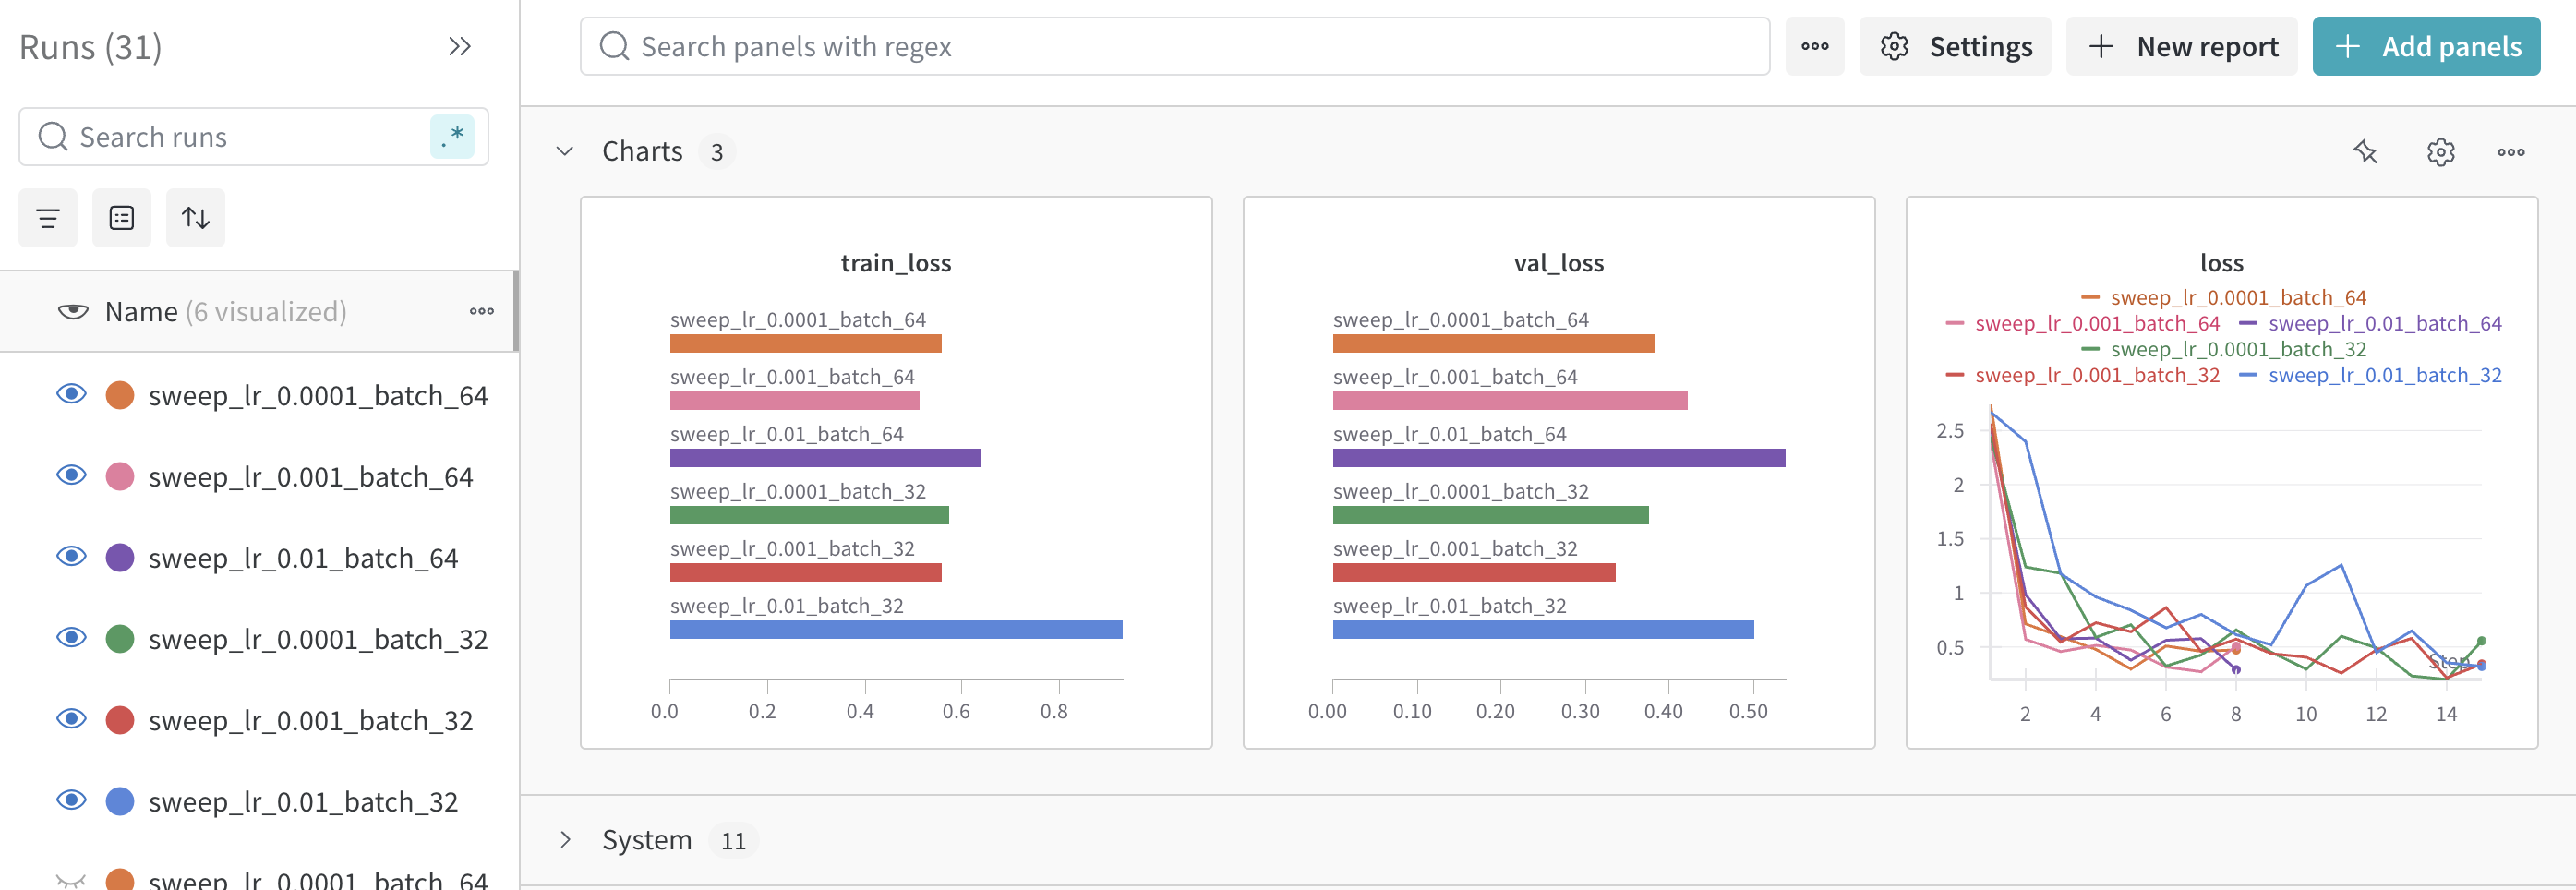 Runs (31)
Search runs
.*
Name (6 visualized)
sweep_lr_0.0001_batch_64
sweep_lr_0.001_batch_64
sweep_lr_0.01_batch_64
sweep_lr_0.0001_batch_32
sweep_lr_0.001_batch_32
sweep_lr_0.01_batch_32
sweep_lr_0.0001_batch_64
Search panels with regex
Settings
New report
Add panels
Charts 3
train_loss
sweep_lr_0.0001_batch_64
sweep_lr_0.001_batch_64
sweep_lr_0.01_batch_64
sweep_lr_0.0001_batch_32
sweep_lr_0.001_batch_32
sweep_lr_0.01_batch_32
0.0 0.2 0.4 0.6 0.8
val_loss
sweep_lr_0.0001_batch_64
sweep_lr_0.001_batch_64
sweep_lr_0.01_batch_64
sweep_lr_0.0001_batch_32
sweep_lr_0.001_batch_32
sweep_lr_0.01_batch_32
0.00 0.10 0.20 0.30 0.40 0.50
loss
sweep_lr_0.0001_batch_64
sweep_lr_0.001_batch_64 sweep_lr_0.01_batch_64
sweep_lr_0.0001_batch_32
sweep_lr_0.001_batch_32 sweep_lr_0.01_batch_32
2.5
2
1.5
1
0.5
Step
2 4 6 8 10 12 14
System 11